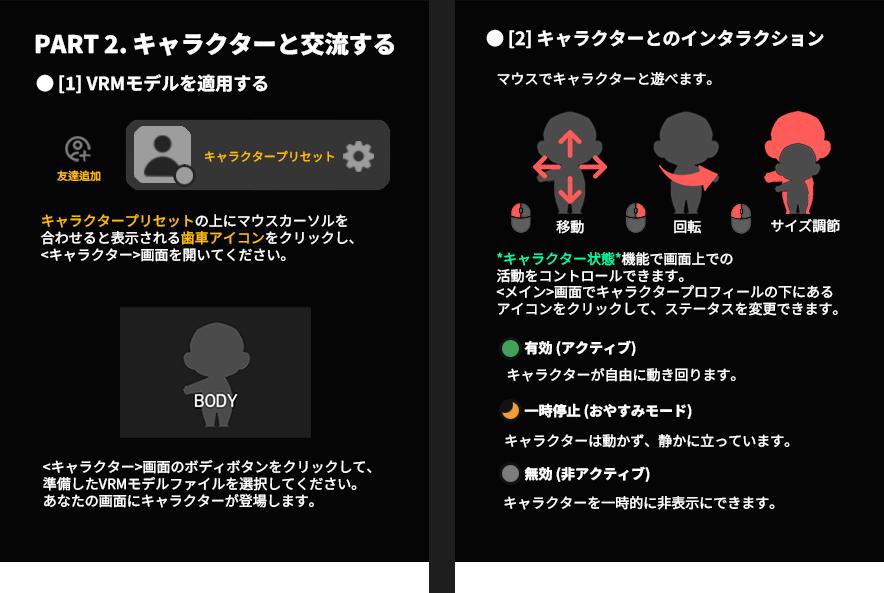 PART 2. キャラクターと交流する
● [1] VRMモデルを適用する
友達追加
キャラクタープリセット
キャラクタープリセットの上にマウスカーソルを
合わせると表示される歯車アイコンをクリックし、
<キャラクター>画面を開いてください。
BODY
<キャラクター>画面のボディボタンをクリックして、
準備したVRMモデルファイルを選択してください。
あなたの画面にキャラクターが登場します。
● [2] キャラクターとのインタラクション
マウスでキャラクターと遊べます。
移動
回転
サイズ調節
*キャラクター状態*機能で画面上での
活動をコントロールできます。
<メイン>画面でキャラクタープロフィールの下にある
アイコンをクリックして、ステータスを変更できます。
有効 (アクティブ)
キャラクターが自由に動き回ります。
一時停止 (おやすみモード)
キャラクターは動かず、静かに立っています。
無効 (非アクティブ)
キャラクターを一時的に非表示にできます。